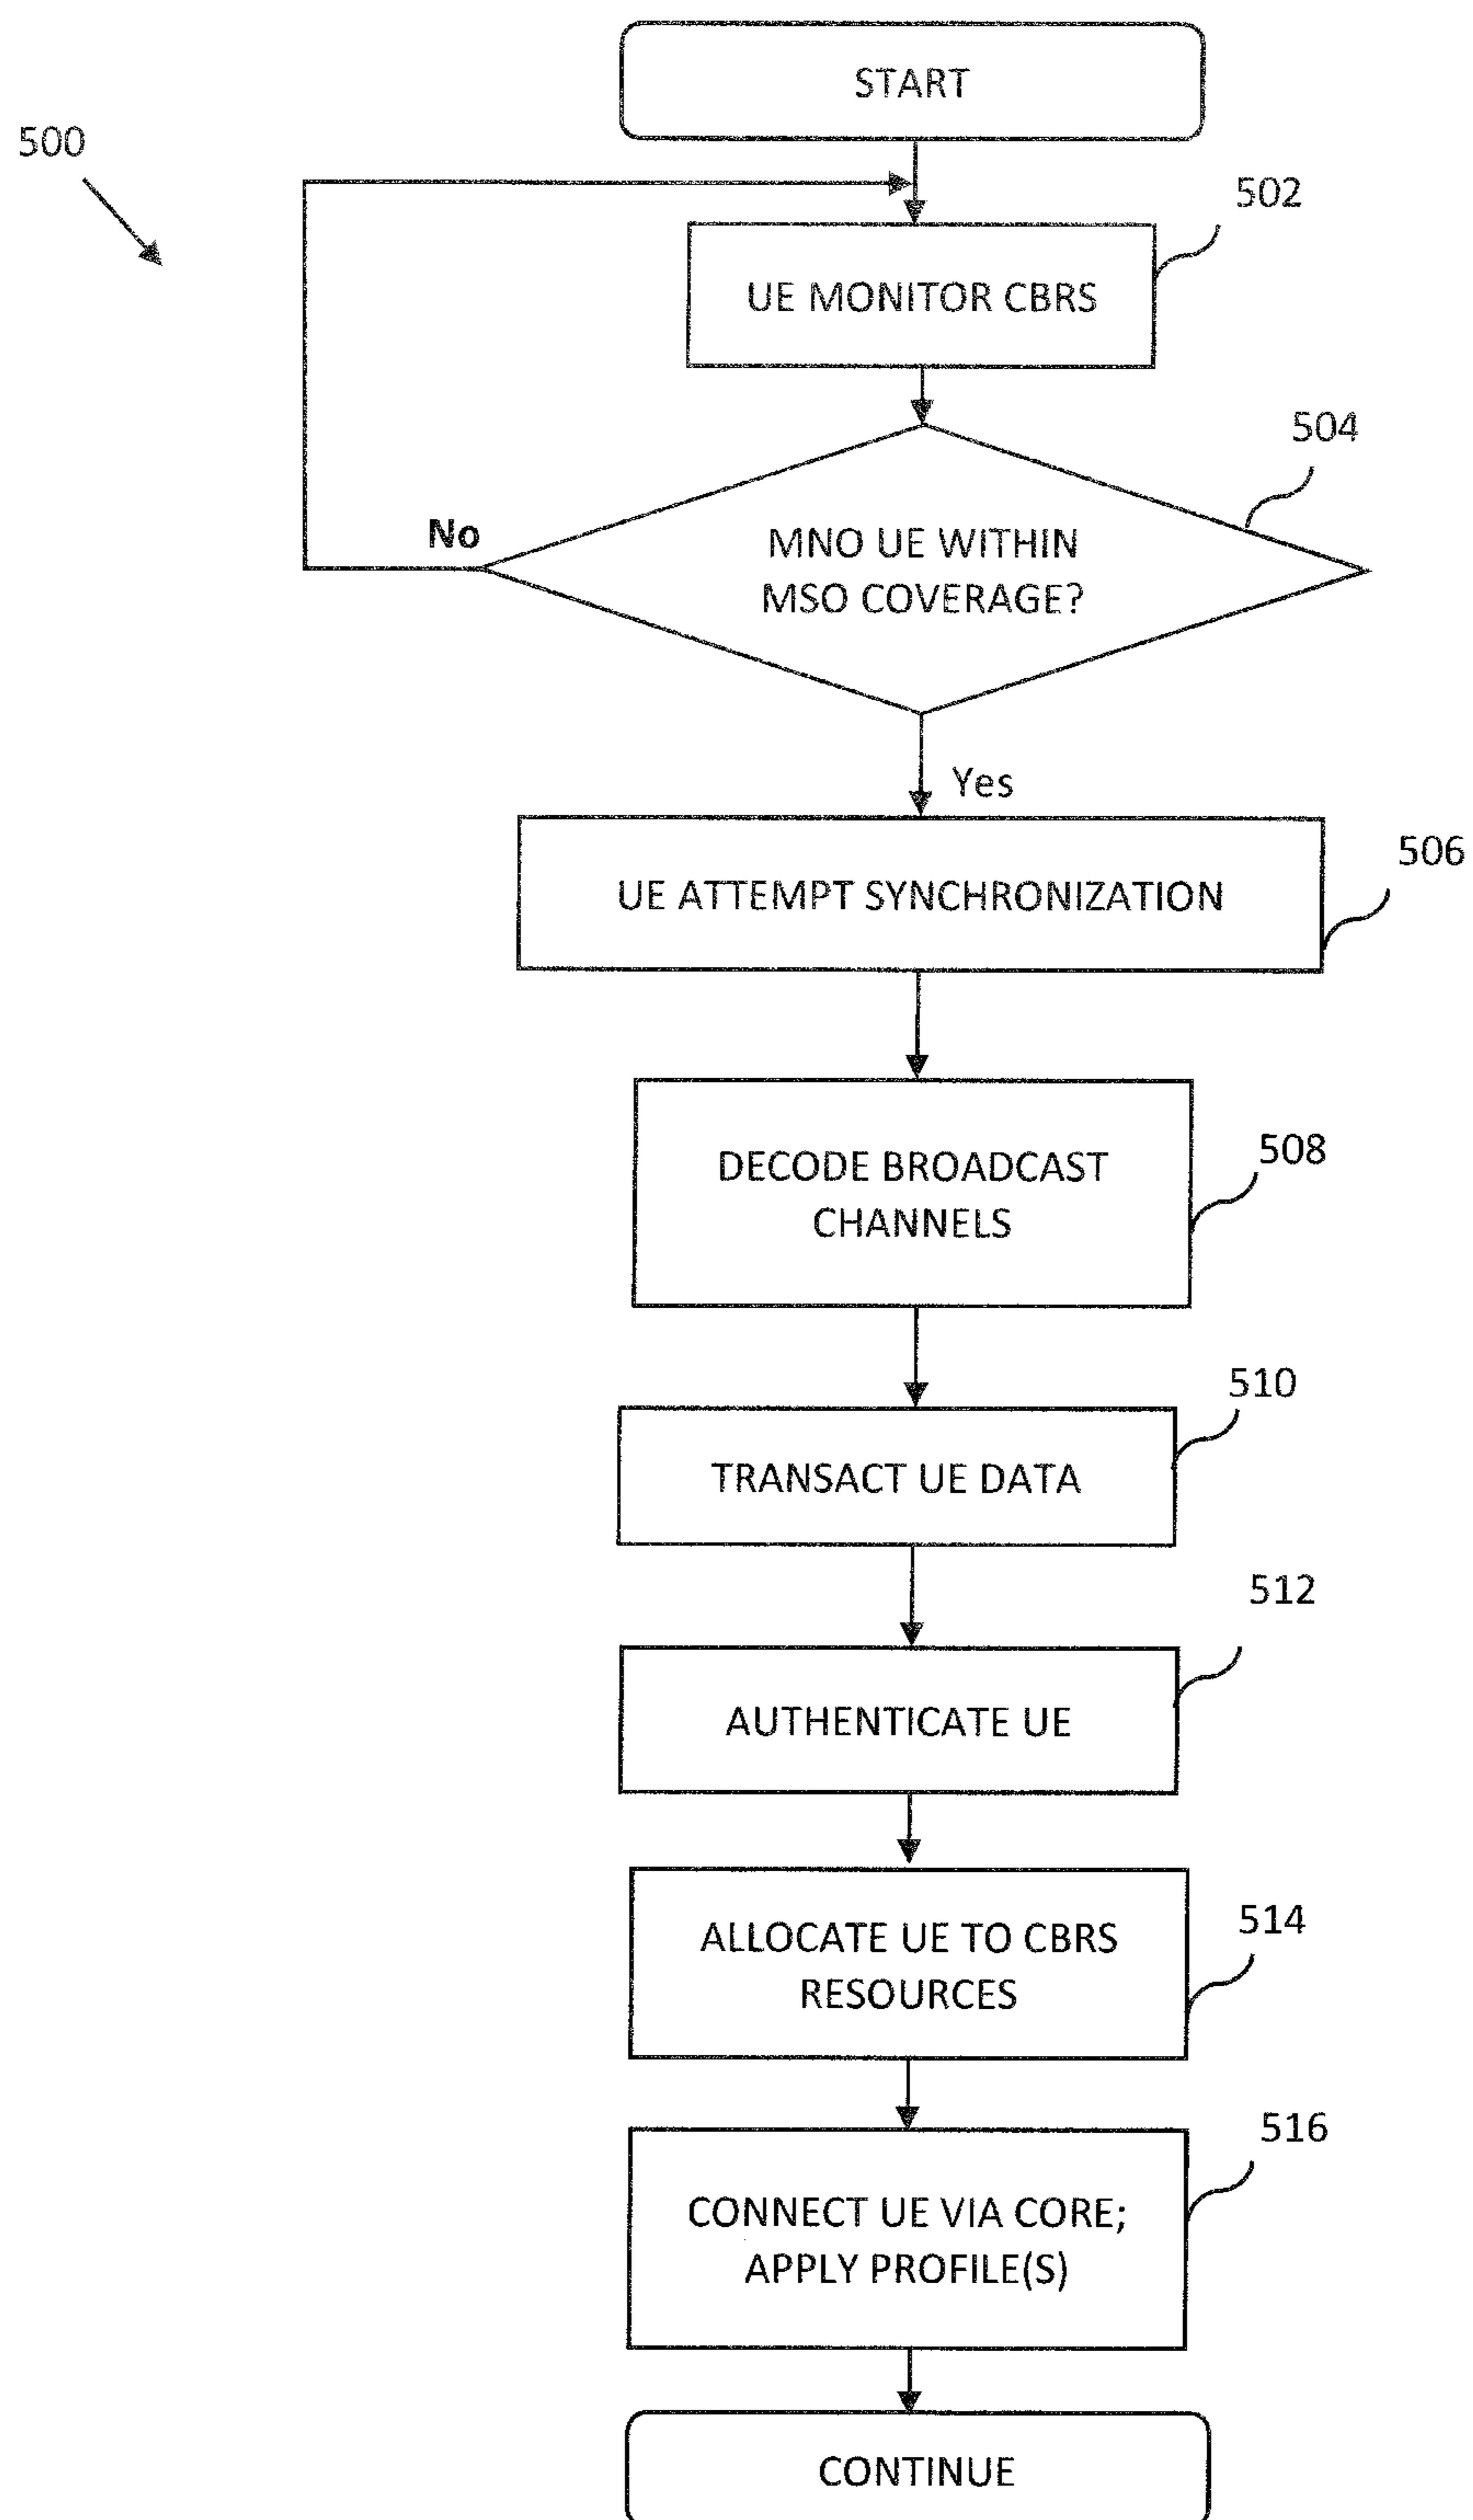 START
500
502
UE MONITOR CBRS
504
No
MNO UE WITHIN
MSO COVERAGE?
Yes
506
UE ATTEMPT SYNCHRONIZATION
508
DECODE BROADCAST
CHANNELS
510
TRANSACT UE DATA
512
AUTHENTICATE UE
514
ALLOCATE UE TO CBRS
RESOURCES
516
CONNECT UE VIA CORE;
APPLY PROFILE(S)
CONTINUE